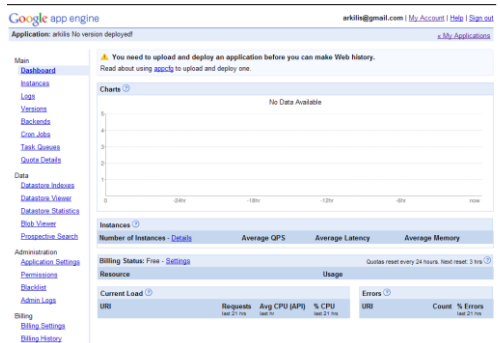 Google app engine
arkilis@gmail.com | My Account | Help | Sign out
Application: arkilis No version deployed!
« My Applications
Main
Dashboard
Instances
Logs
Versions
Backends
Cron Jobs
Task Queues
Quota Details
Data
Datastore Indexes
Datastore Viewer
Datastore Statistics
Blob Viewer
Prospective Search
Administration
Application Settings
Permissions
Blacklist
Admin Logs
Billing
Billing Settings
Billing History
You need to upload and deploy an application before you can make Web history.
Read about using appcfg to upload and deploy one.
Charts ?
No Data Available
5
4
3
2
1
0 -24hr -18hr -12hr -6hr now
Instances ?
Number of Instances - Details Average QPS Average Latency Average Memory
Billing Status: Free - Settings Quotas reset every 24 hours. Next reset: 3 hrs ?
Resource Usage
Current Load ?
URI Requests Avg CPU (API) % CPU
last 21 hrs last hr last 21 hrs
Errors ?
URI Count % Errors
last 21 hrs